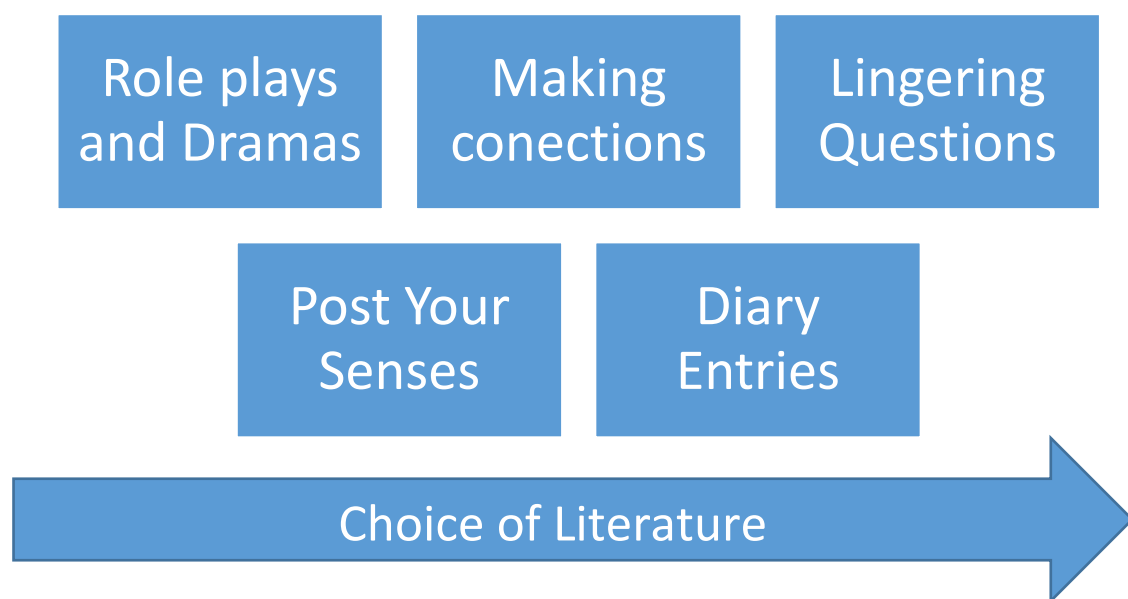 Role plays
and Dramas
Making
conections
Lingering
Questions
Post Your
Senses
Diary
Entries
Choice of Literature